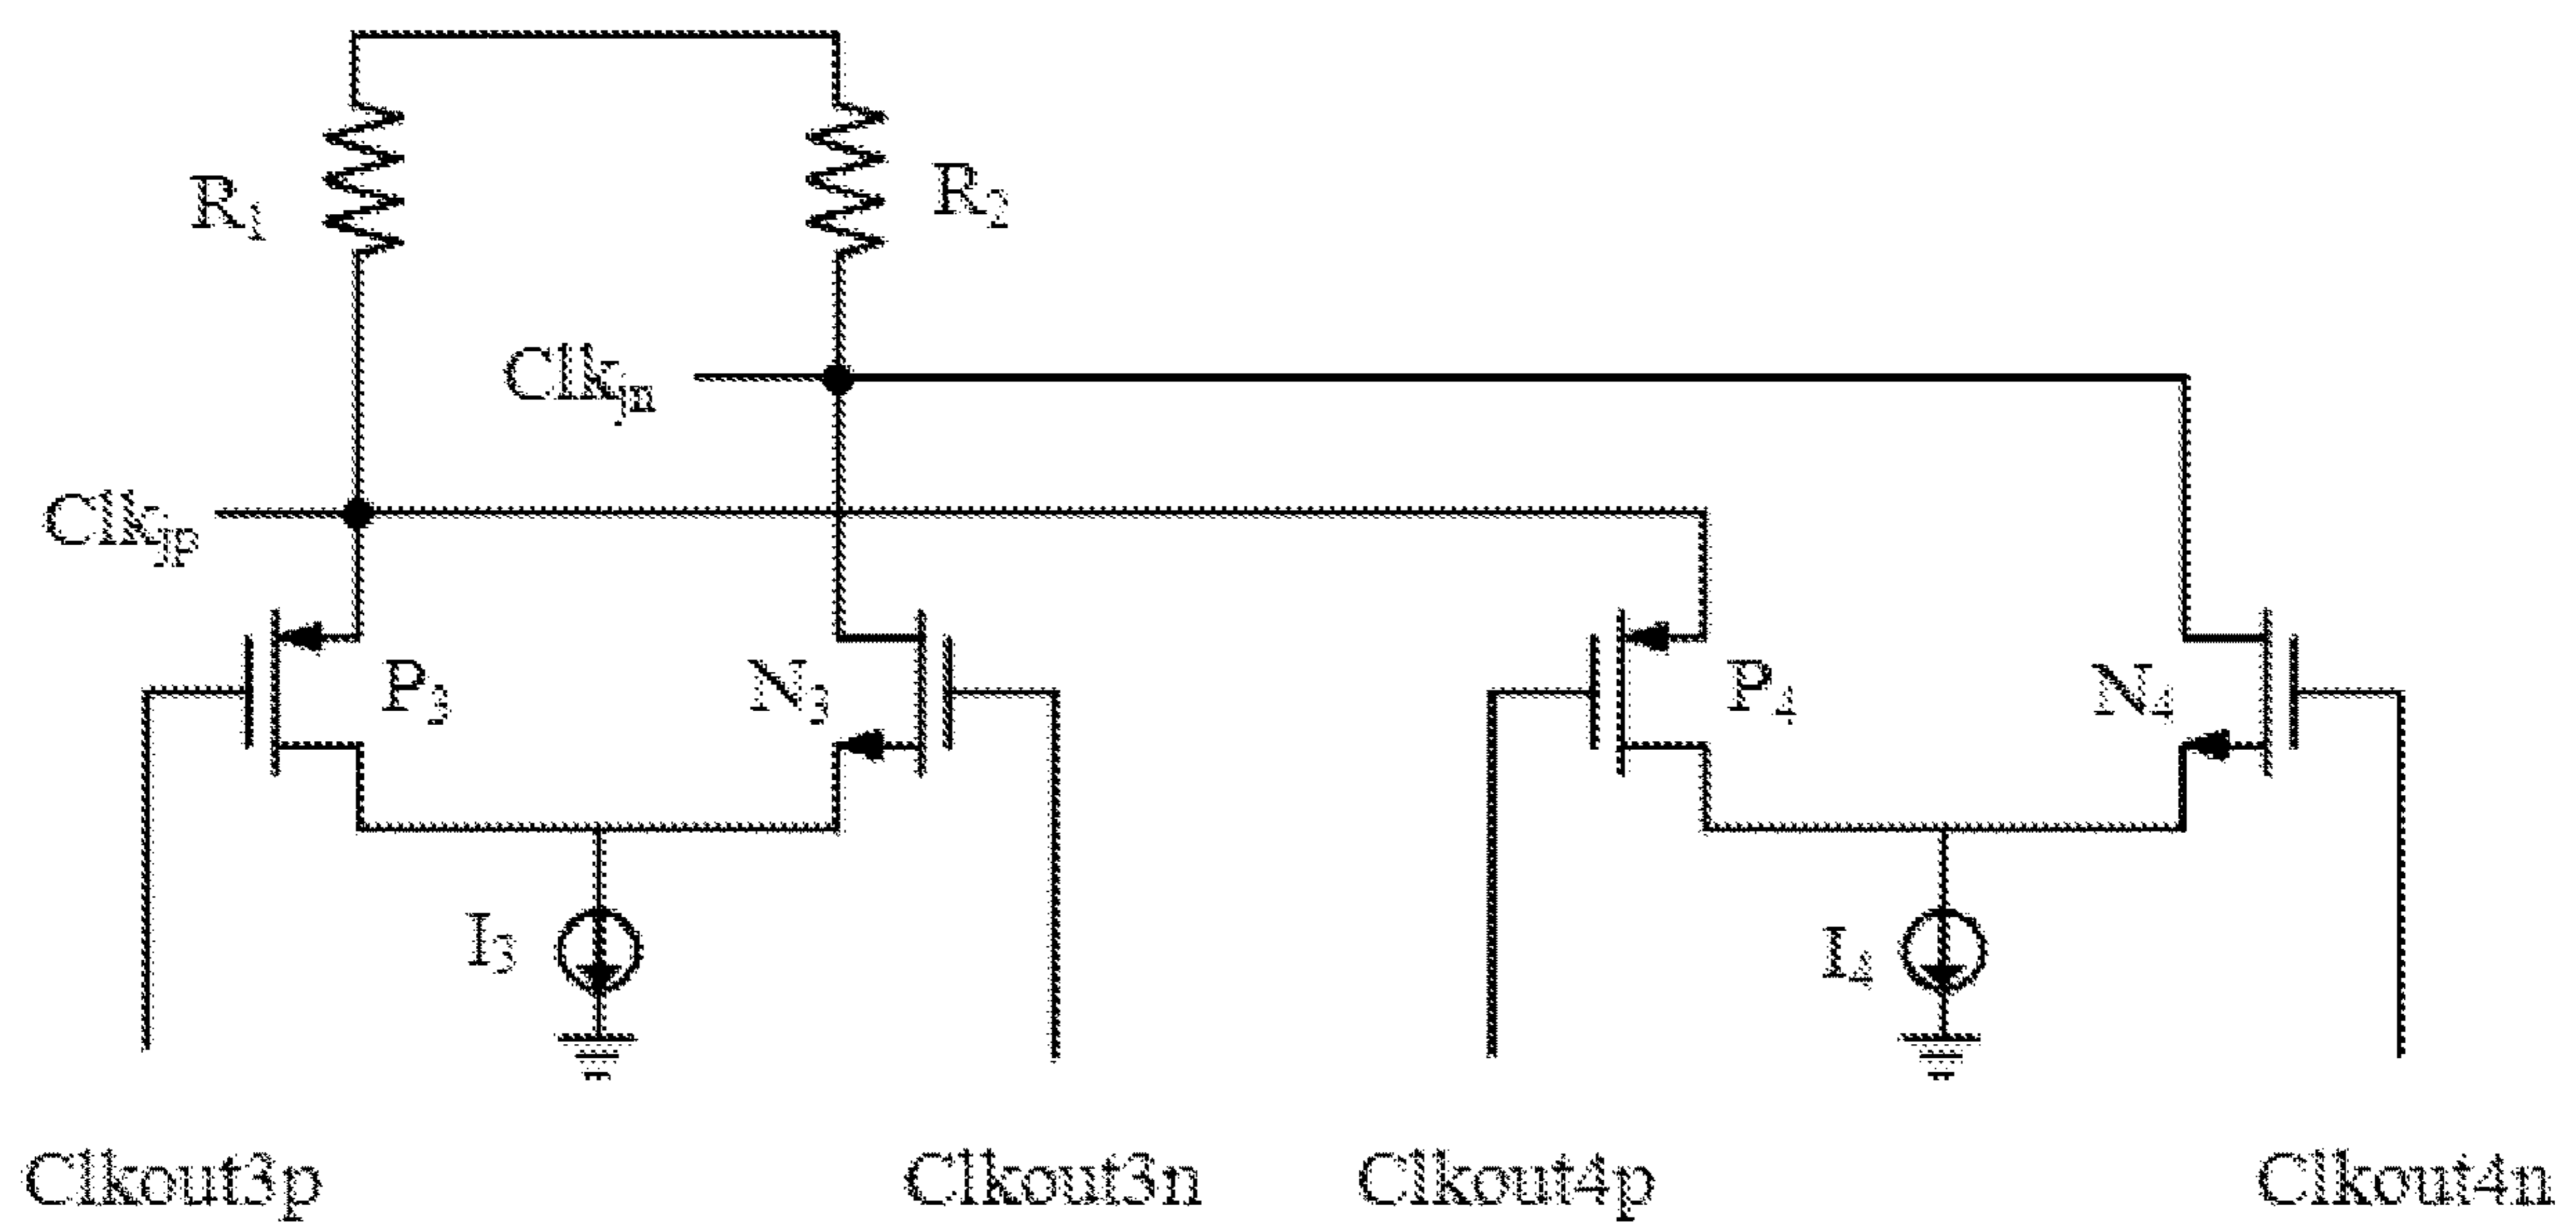 R₁
R₂
Clkⱼₙ
Clkⱼₚ
P₃
N₃
P₄
N₄
I₃
I₄
Clkout3p
Clkout3n
Clkout4p
Clkout4n